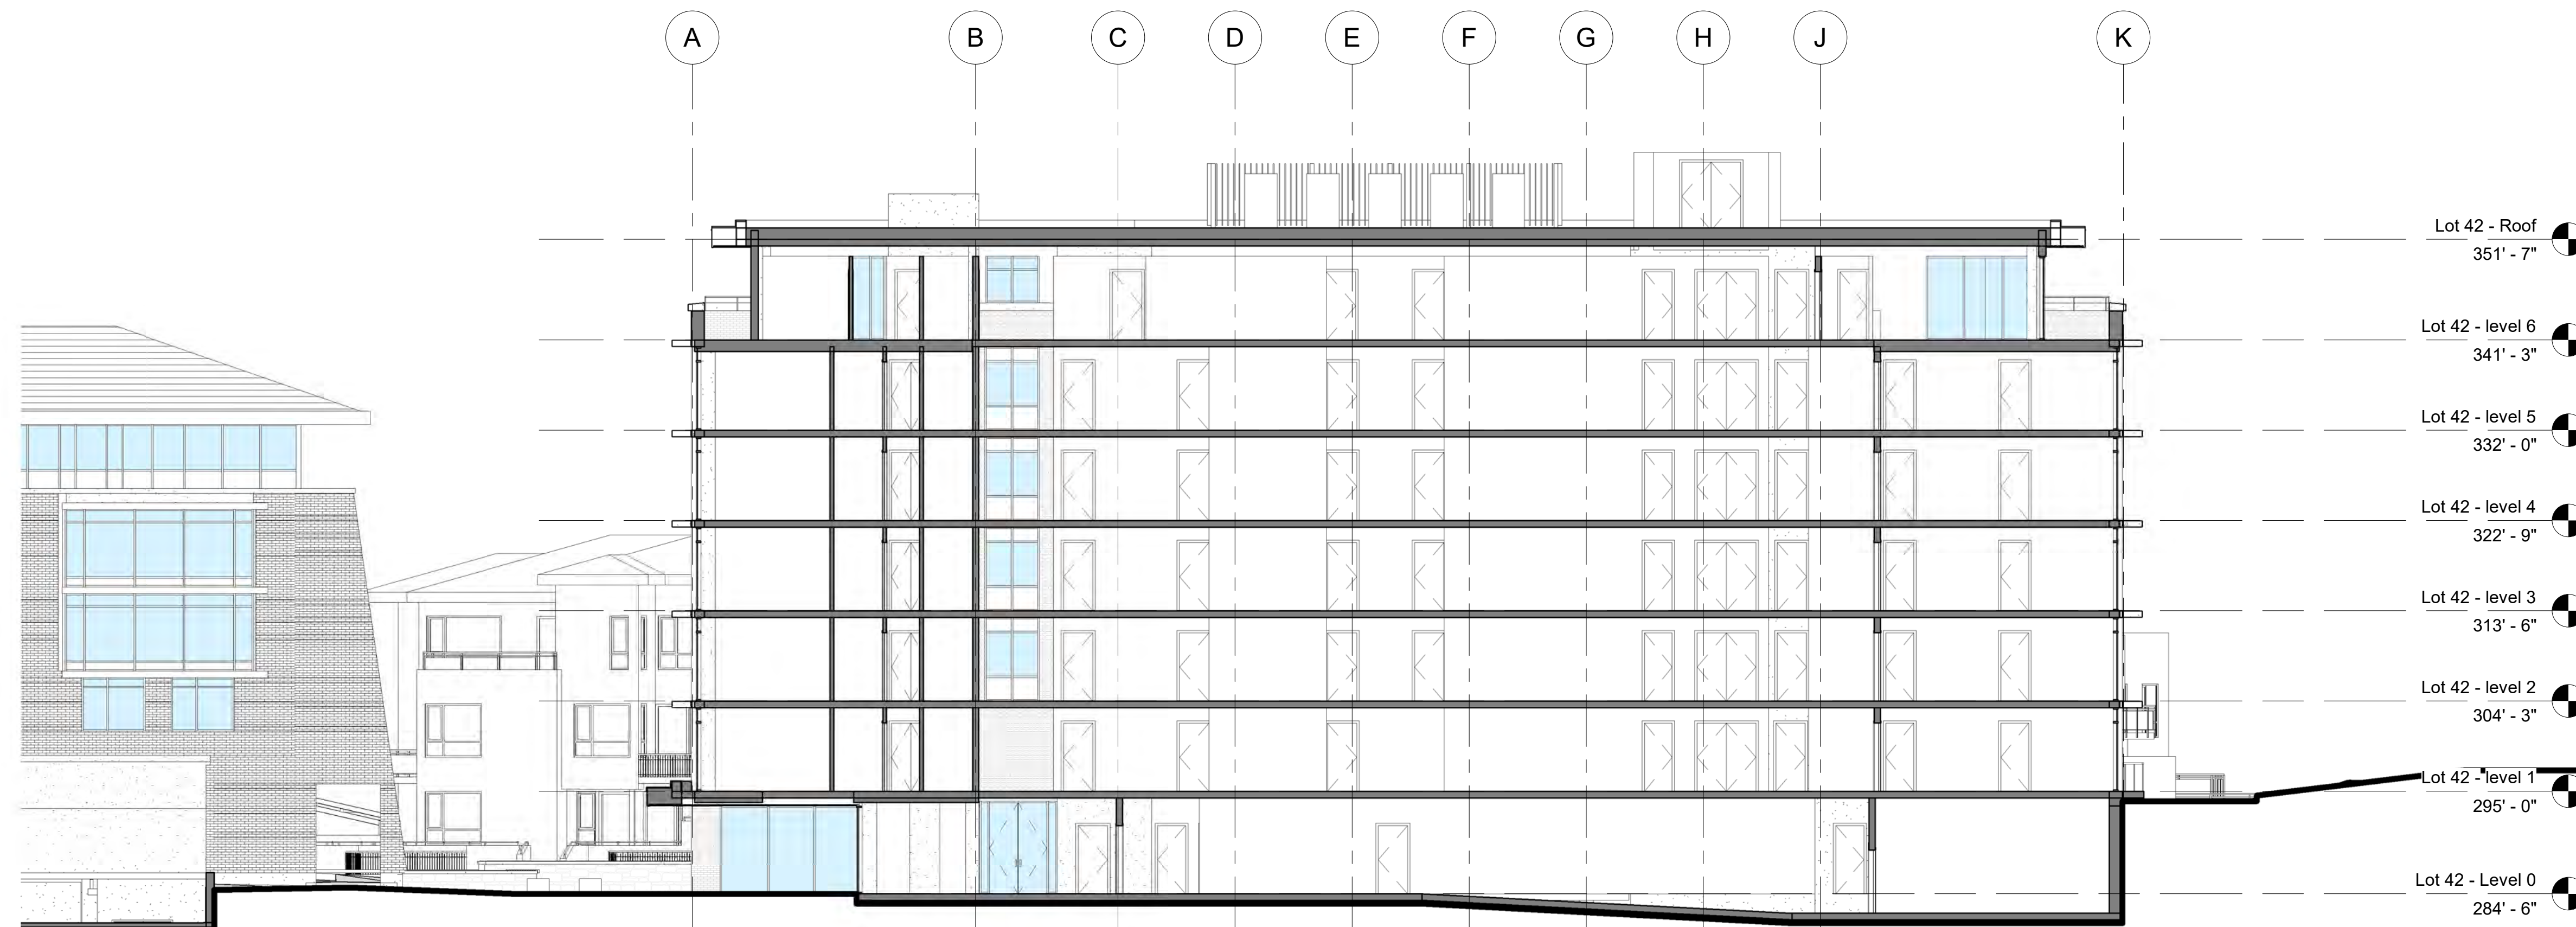 A B C D E F G H J K
Lot 42 - Roof
351' - 7"
Lot 42 - level 6
341' - 3"
Lot 42 - level 5
332' - 0"
Lot 42 - level 4
322' - 9"
Lot 42 - level 3
313' - 6"
Lot 42 - level 2
304' - 3"
Lot 42 - level 1
295' - 0"
Lot 42 - Level 0
284' - 6"